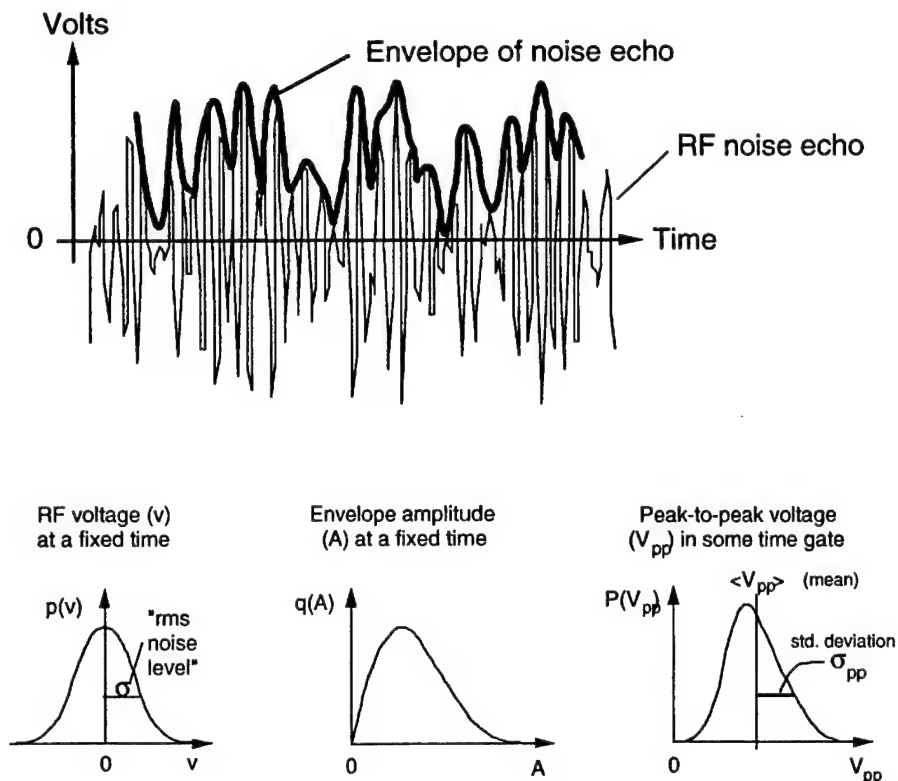 Volts
Envelope of noise echo
RF noise echo
0
Time
RF voltage (v)
at a fixed time
Envelope amplitude
(A) at a fixed time
Peak-to-peak voltage
(Vpp) in some time gate
p(v)
"rms
noise
level"
σ
0
v
q(A)
0
A
<Vpp> (mean)
P(Vpp)
std. deviation
σpp
0
Vpp